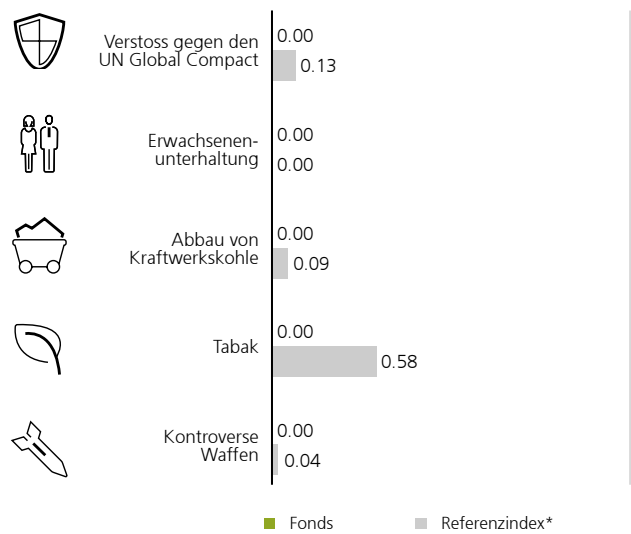 Verstoss gegen den
UN Global Compact
0.00
0.13
Erwachsenen-
unterhaltung
0.00
0.00
Abbau von
Kraftwerkskohle
0.00
0.09
Tabak
0.00
0.58
Kontroverse
Waffen
0.00
0.04
Fonds
Referenzindex*